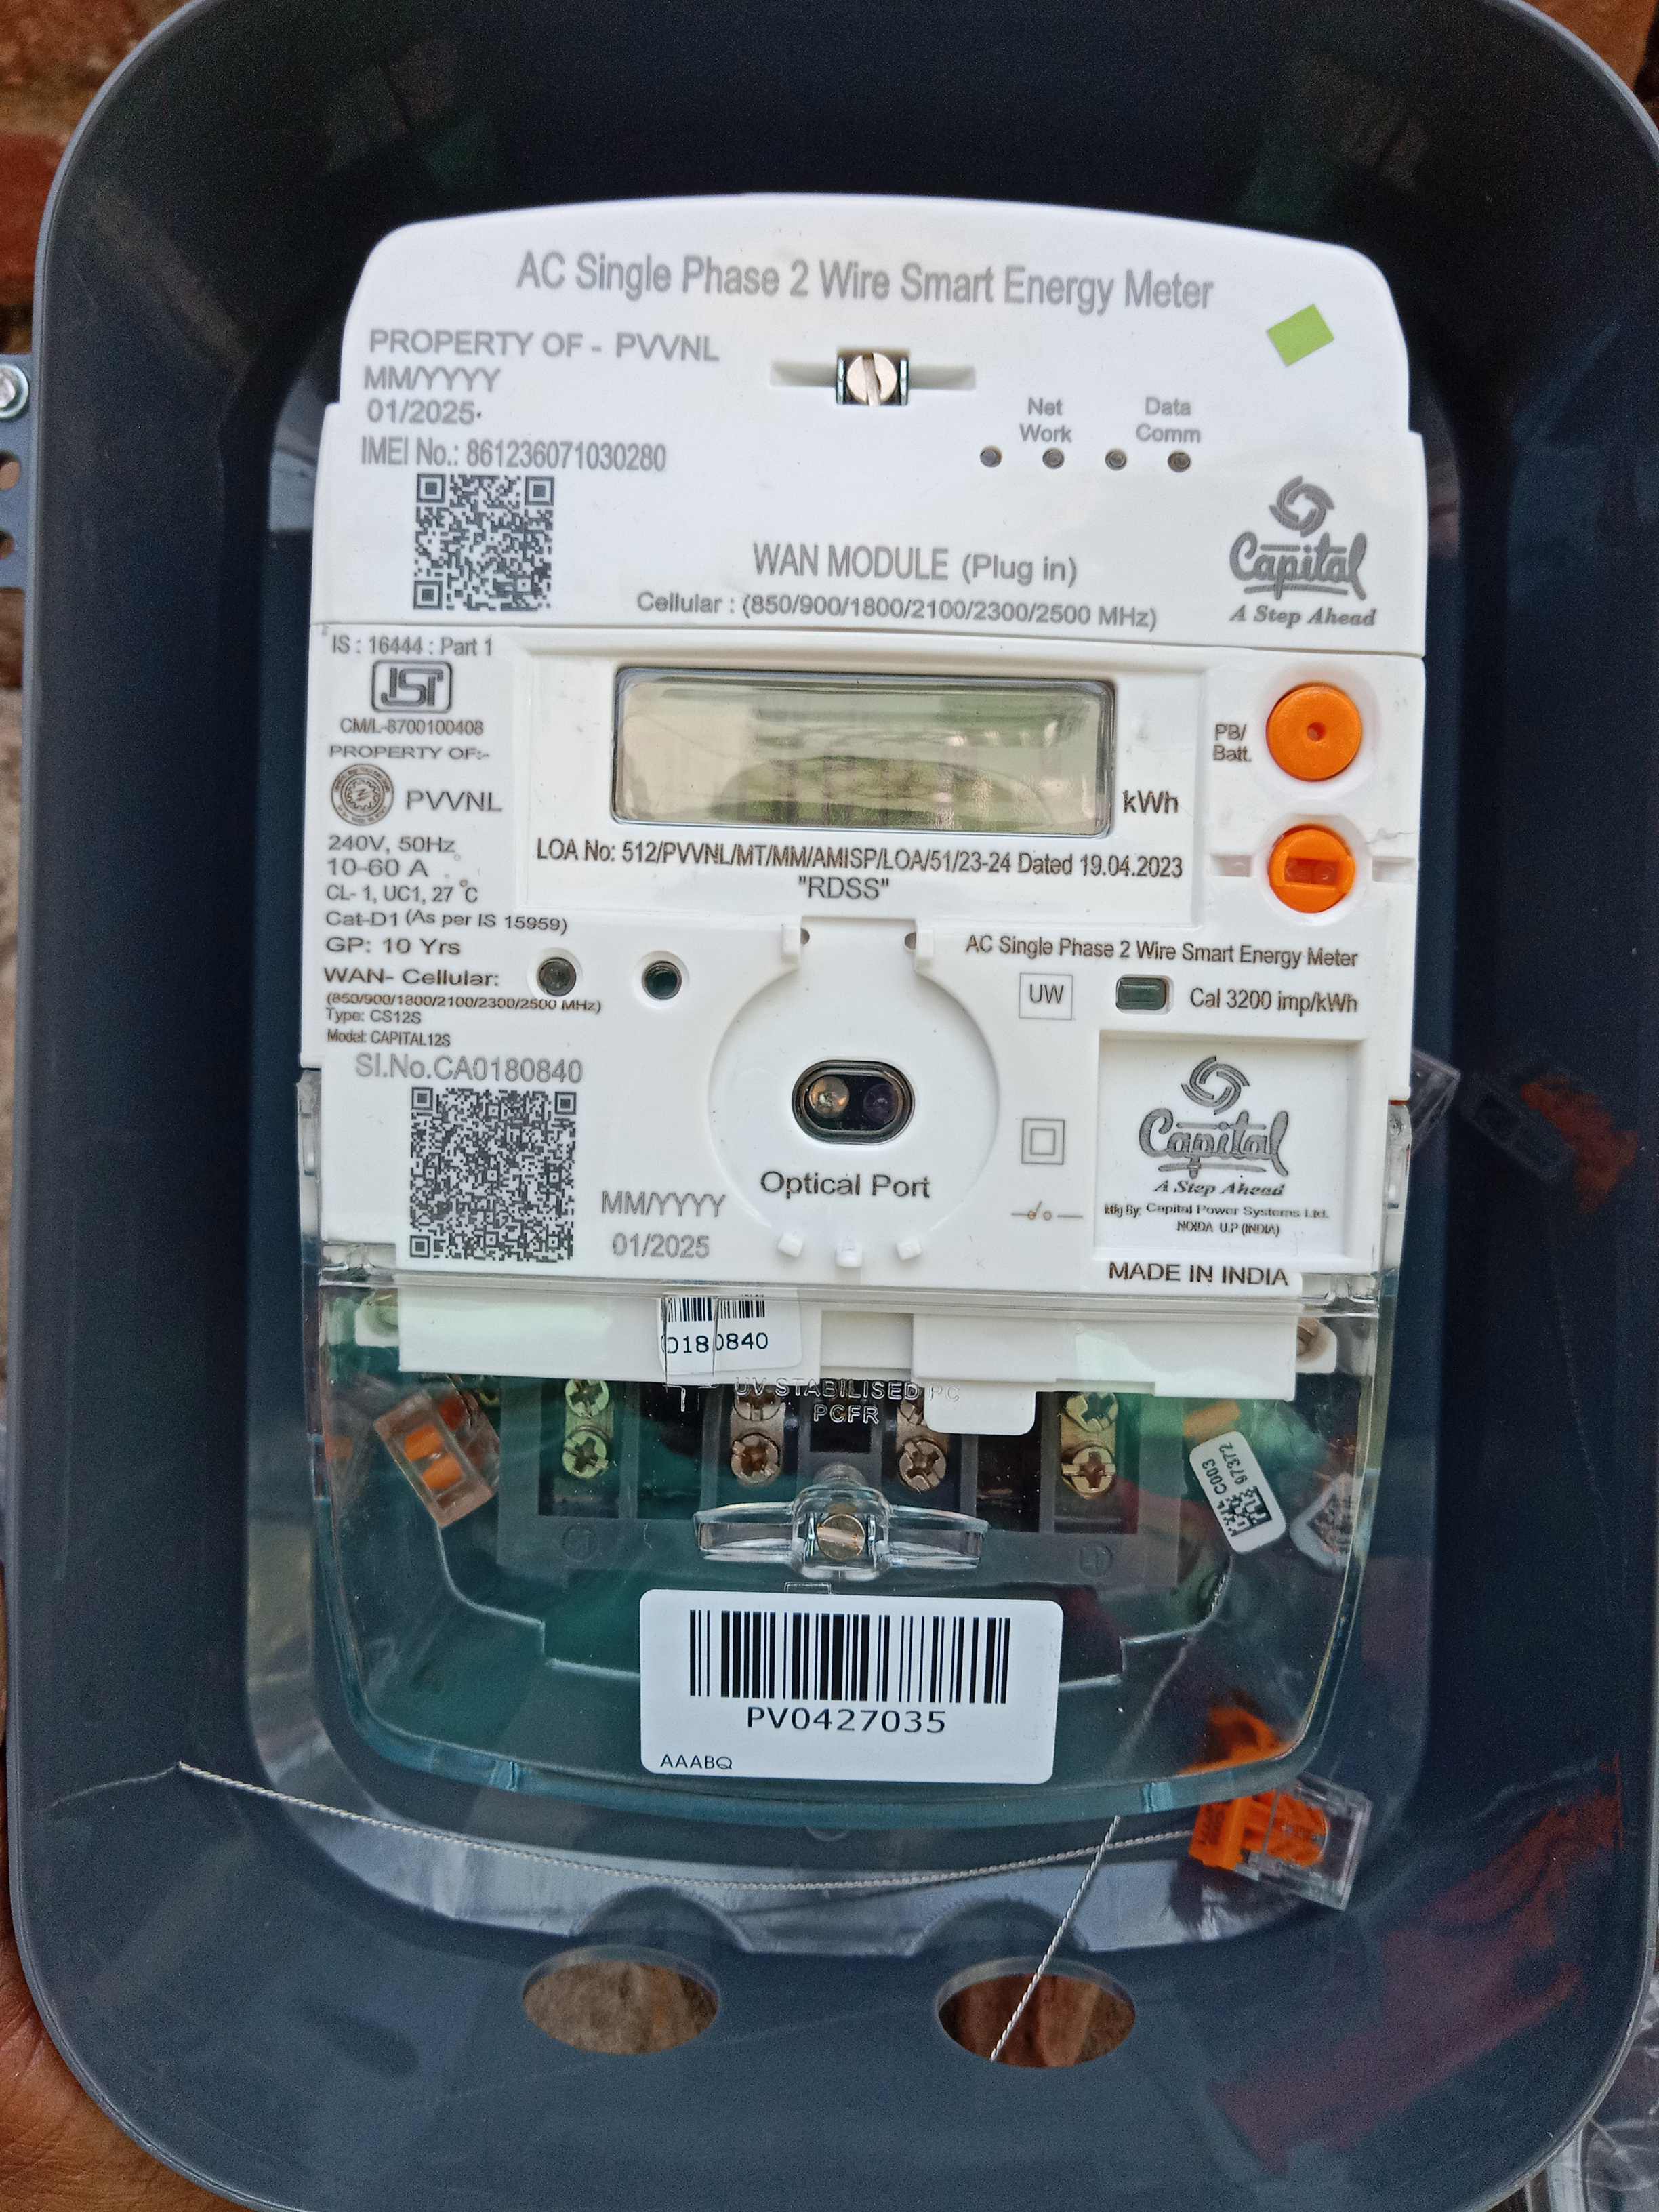 AC Single Phase 2 Wire Smart Energy Meter
PROPERTY OF - PVVNL
MM/YYYY
01/2025
IMEI No.: 861236071030280
Net Work
Data Comm
WAN MODULE (Plug in)
Cellular : (850/900/1800/2100/2300/2500 MHz)
Capital
A Step Ahead
IS : 16444 : Part 1
ISI
CM/L-8700100408
PROPERTY OF:-
PVVNL
240V, 50Hz
10-60 A
CL- 1, UC1, 27 °C
Cat-D1 (As per IS 15959)
GP: 10 Yrs
WAN- Cellular:
(850/900/1800/2100/2300/2500 MHz)
Type: CS12S
Model: CAPITAL12S
Sl.No.CA0180840
MM/YYYY
01/2025
kWh
PB/
Batt.
LOA No: 512/PVVNL/MT/MM/AMISP/LOA/51/23-24 Dated 19.04.2023
"RDSS"
AC Single Phase 2 Wire Smart Energy Meter
UW
Cal 3200 imp/kWh
Optical Port
Capital
A Step Ahead
Mfg By: Capital Power Systems Ltd.
NOIDA U.P (INDIA)
MADE IN INDIA
0180840
UV STABILISED PC
PCFR
C003
97372
PV0427035
AAABQ